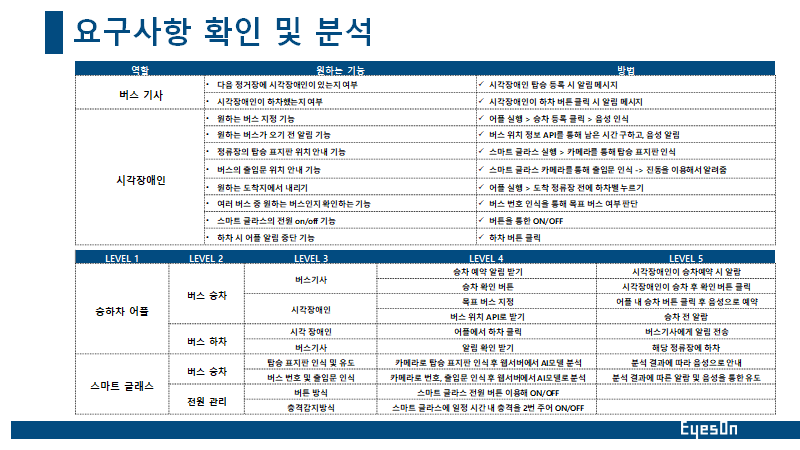 요구사항 확인 및 분석
역할 원하는 기능 방법
버스 기사
• 다음 정거장에 시각장애인이 있는지 여부 ✓ 시각장애인 탑승 등록 시 알림 메시지
• 시각장애인이 하차했는지 여부 ✓ 시각장애인이 하차 버튼 클릭 시 알림 메시지
시각장애인
• 원하는 버스 지정 기능 ✓ 어플 실행 > 승차 등록 클릭 > 음성 인식
• 원하는 버스가 오기 전 알림 기능 ✓ 버스 위치 정보 API를 통해 남은 시간 구하고, 음성 알림
• 정류장의 탑승 표지판 위치 안내 기능 ✓ 스마트 글라스 실행 > 카메라를 통해 탑승 표지판 인식
• 버스의 출입문 위치 안내 기능 ✓ 스마트 글라스 카메라를 통해 출입문 인식 -> 진동을 이용해서 알려줌
• 원하는 도착지에서 내리기 ✓ 어플 실행 > 도착 정류장 전에 하차벨 누르기
• 여러 버스 중 원하는 버스인지 확인하는 기능 ✓ 버스 번호 인식을 통해 목표 버스 여부 판단
• 스마트 글라스의 전원 on/off 기능 ✓ 버튼을 통한 ON/OFF
• 하차 시 어플 알림 중단 기능 ✓ 하차 버튼 클릭
LEVEL 1 LEVEL 2 LEVEL 3 LEVEL 4 LEVEL 5
승하차 어플
버스 승차
버스기사
승차 예약 알림 받기 시각장애인이 승차예약 시 알람
승차 확인 버튼 시각장애인이 승차 후 확인 버튼 클릭
시각장애인
목표 버스 지정 어플 내 승차 버튼 클릭 후 음성으로 예약
버스 위치 API로 받기 승차 전 알람
버스 하차
시각 장애인 어플에서 하차 클릭 버스기사에게 알림 전송
버스기사 알림 확인 받기 해당 정류장에 하차
스마트 글래스
버스 승차
탑승 표지판 인식 및 유도 카메라로 탑승 표지판 인식 후 웹서버에서 AI모델 분석 분석 결과에 따라 음성으로 안내
버스 번호 및 출입문 인식 카메라로 번호, 출입문 인식 후 웹서버에서 AI모델로 분석 분석 결과에 따른 알람 및 음성을 통한 유도
전원 관리
버튼 방식 스마트 글라스 전원 버튼 이용해 ON/OFF
충격감지방식 스마트 글라스에 일정 시간 내 충격을 2번 주어 ON/OFF
EyesOn